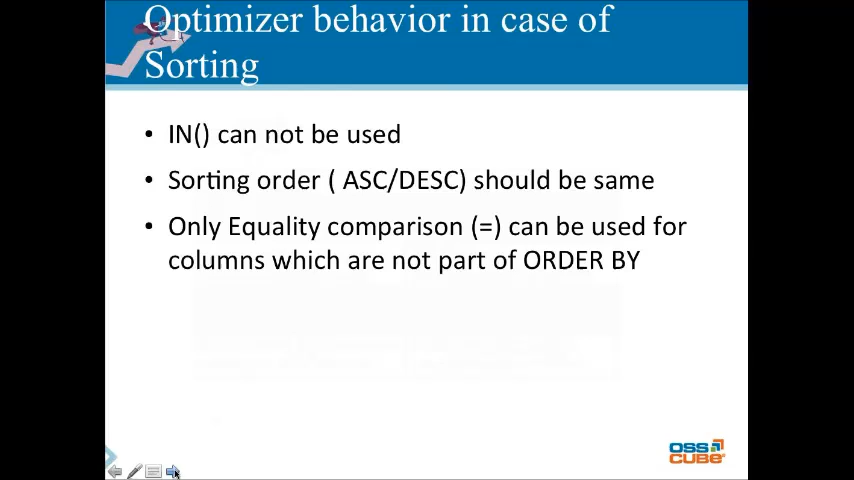 Optimizer behavior in case of
Sorting
• IN() can not be used
• Sorting order ( ASC/DESC) should be same
• Only Equality comparison (=) can be used for
columns which are not part of ORDER BY
OSS
CUBE